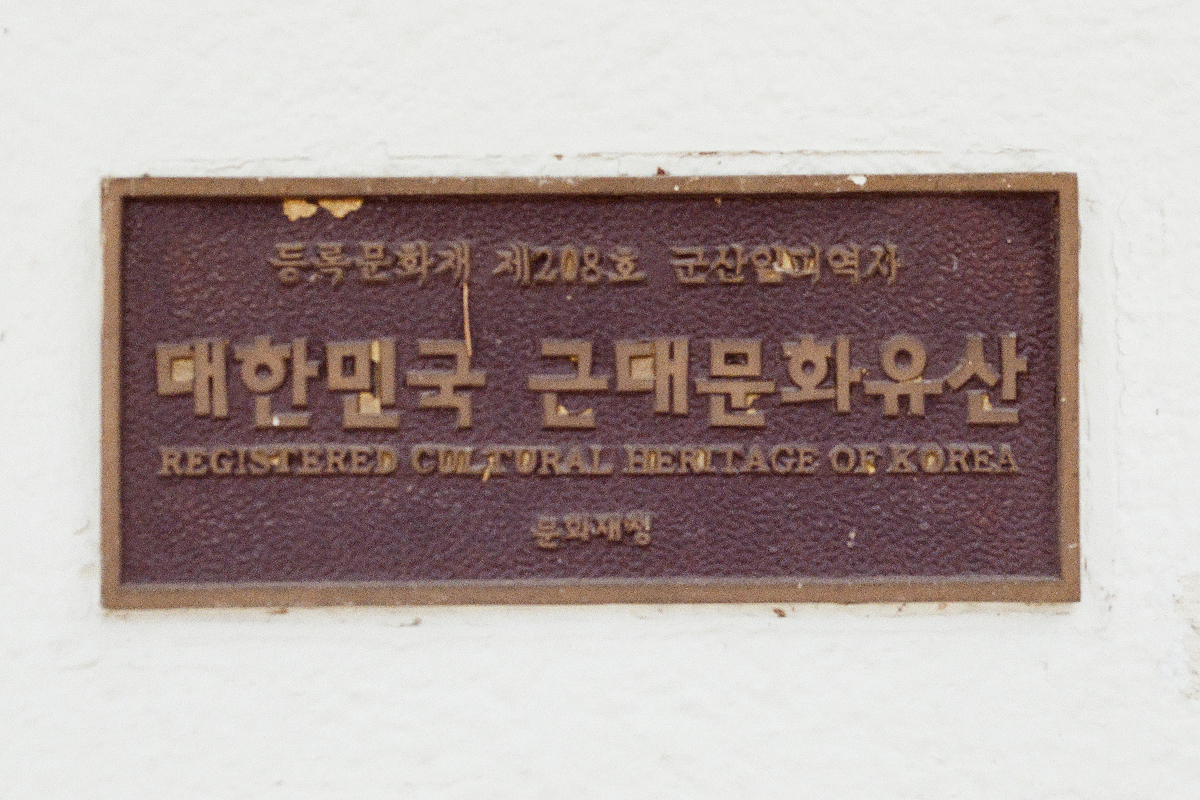 등록문화재 제208호 군산임피역사
대한민국 근대문화유산
REGISTERED CULTURAL HERITAGE OF KOREA
문화재청